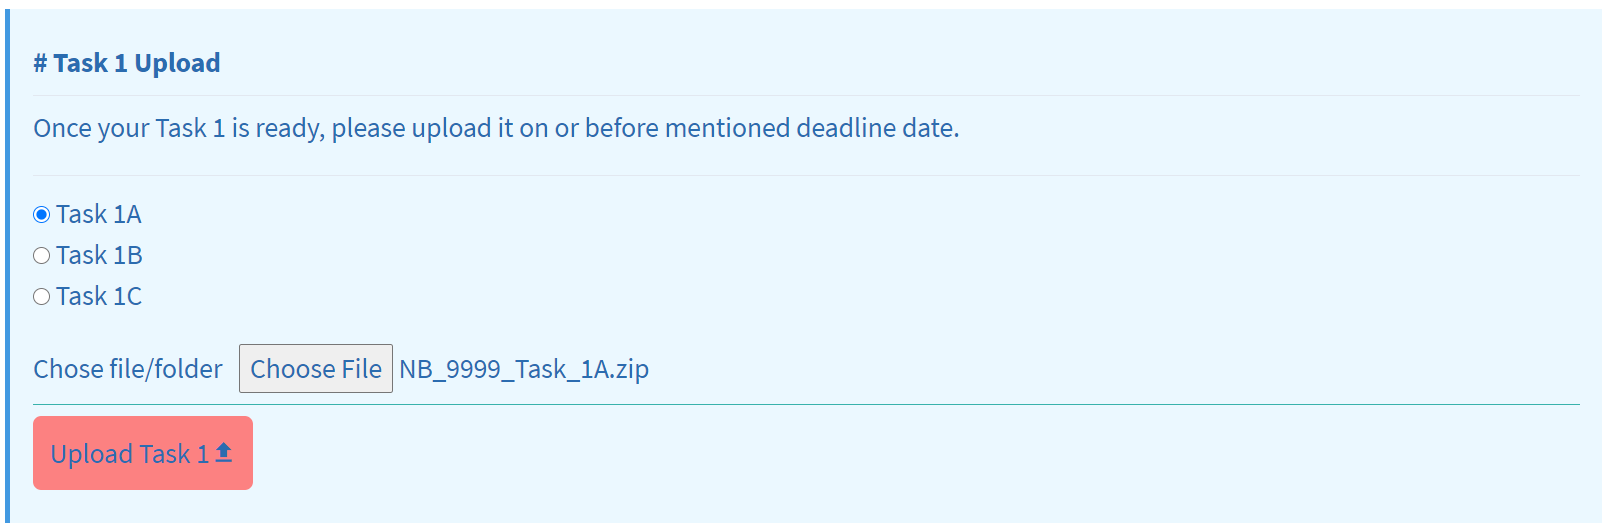 # Task 1 Upload
Once your Task 1 is ready, please upload it on or before mentioned deadline date.
Task 1A
Task 1B
Task 1C
Chose file/folder Choose File NB_9999_Task_1A.zip
Upload Task 1